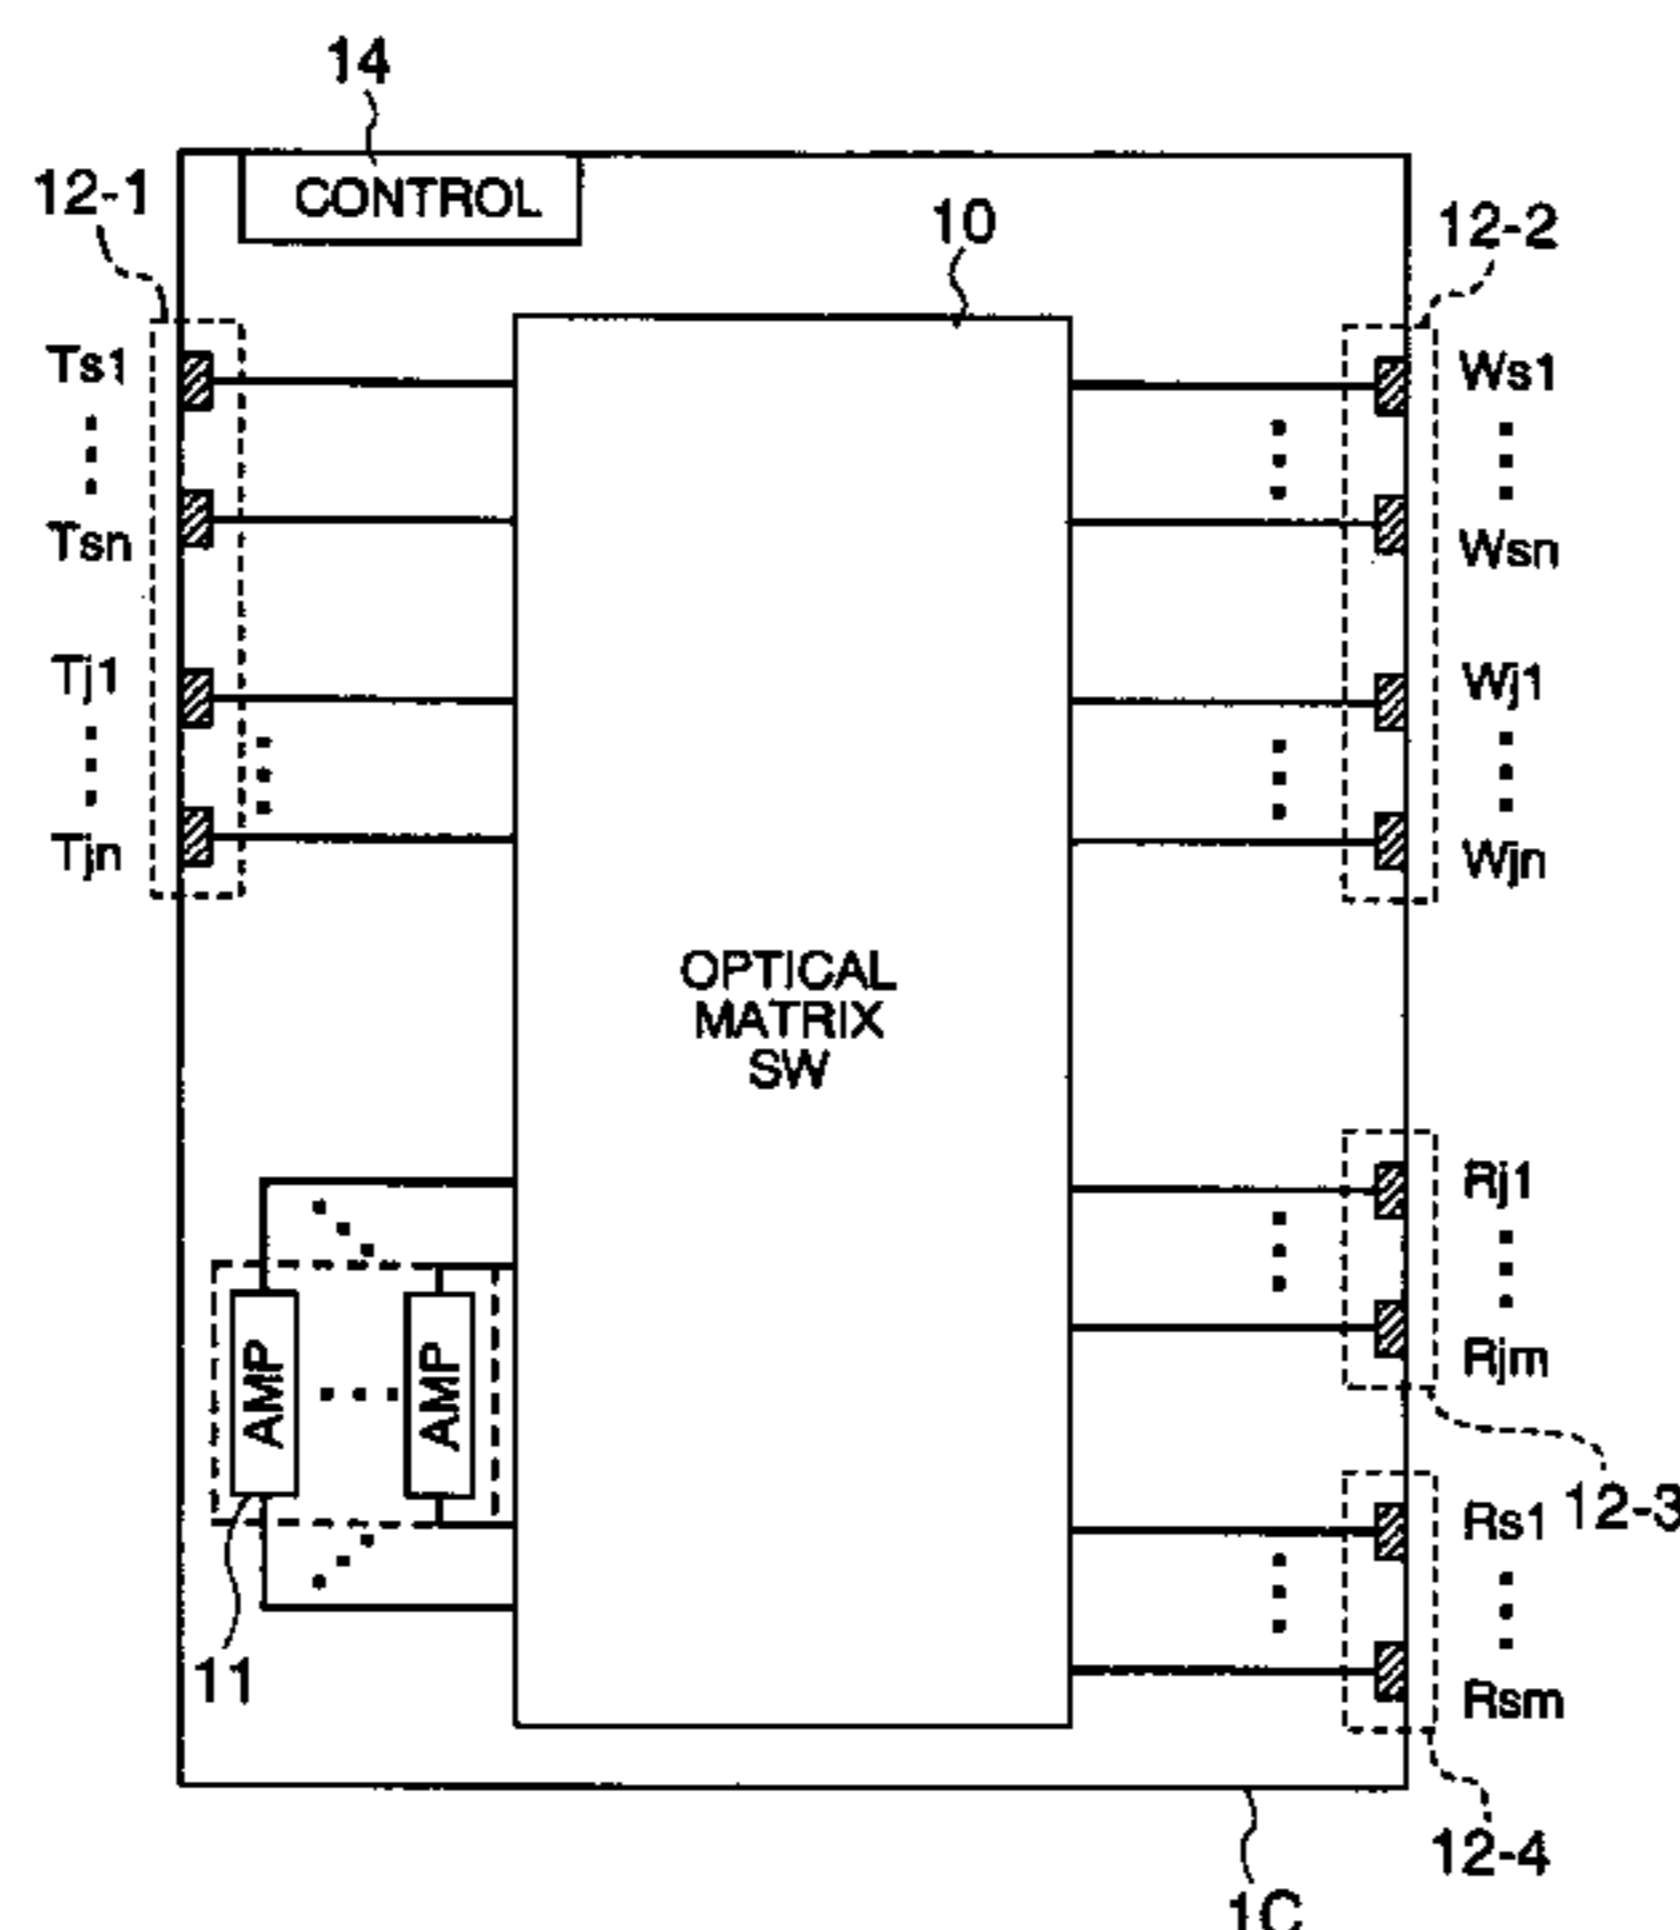 14
CONTROL
12-1
10
12-2
Ts1
Ws1
Tsn
Wsn
Tj1
Wj1
Tjn
Wjn
OPTICAL
MATRIX
SW
Rj1
AMP
AMP
Rjm
12-3
Rs1
11
Rsm
12-4
1C